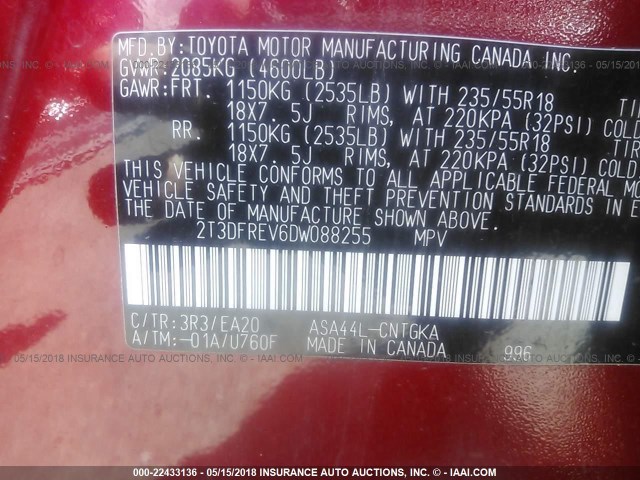 MFD.BY:TOYOTA MOTOR MANUFACTURING CANADA INC.
GVWR:2085KG (4600LB)
GAWR:FRT. 1150KG (2535LB) WITH 235/55R18
18X7.5J RIMS, AT 220KPA (32PSI) COLD
RR. 1150KG (2535LB) WITH 235/55R18
18X7.5J RIMS, AT 220KPA (32PSI) COLD
THIS VEHICLE CONFORMS TO ALL APPLICABLE FEDERAL
VEHICLE SAFETY AND THEFT PREVENTION STANDARDS IN
THE DATE OF MANUFACTURE SHOWN ABOVE.
2T3DFREV6DW088255 MPV
C/TR:3R3/EA20 ASA44L-CNTGKA
A/TM:-01A/U760F MADE IN CANADA 996
000-22433136 - 05/15/2018 INSURANCE AUTO AUCTIONS, INC. - © IAAI.COM